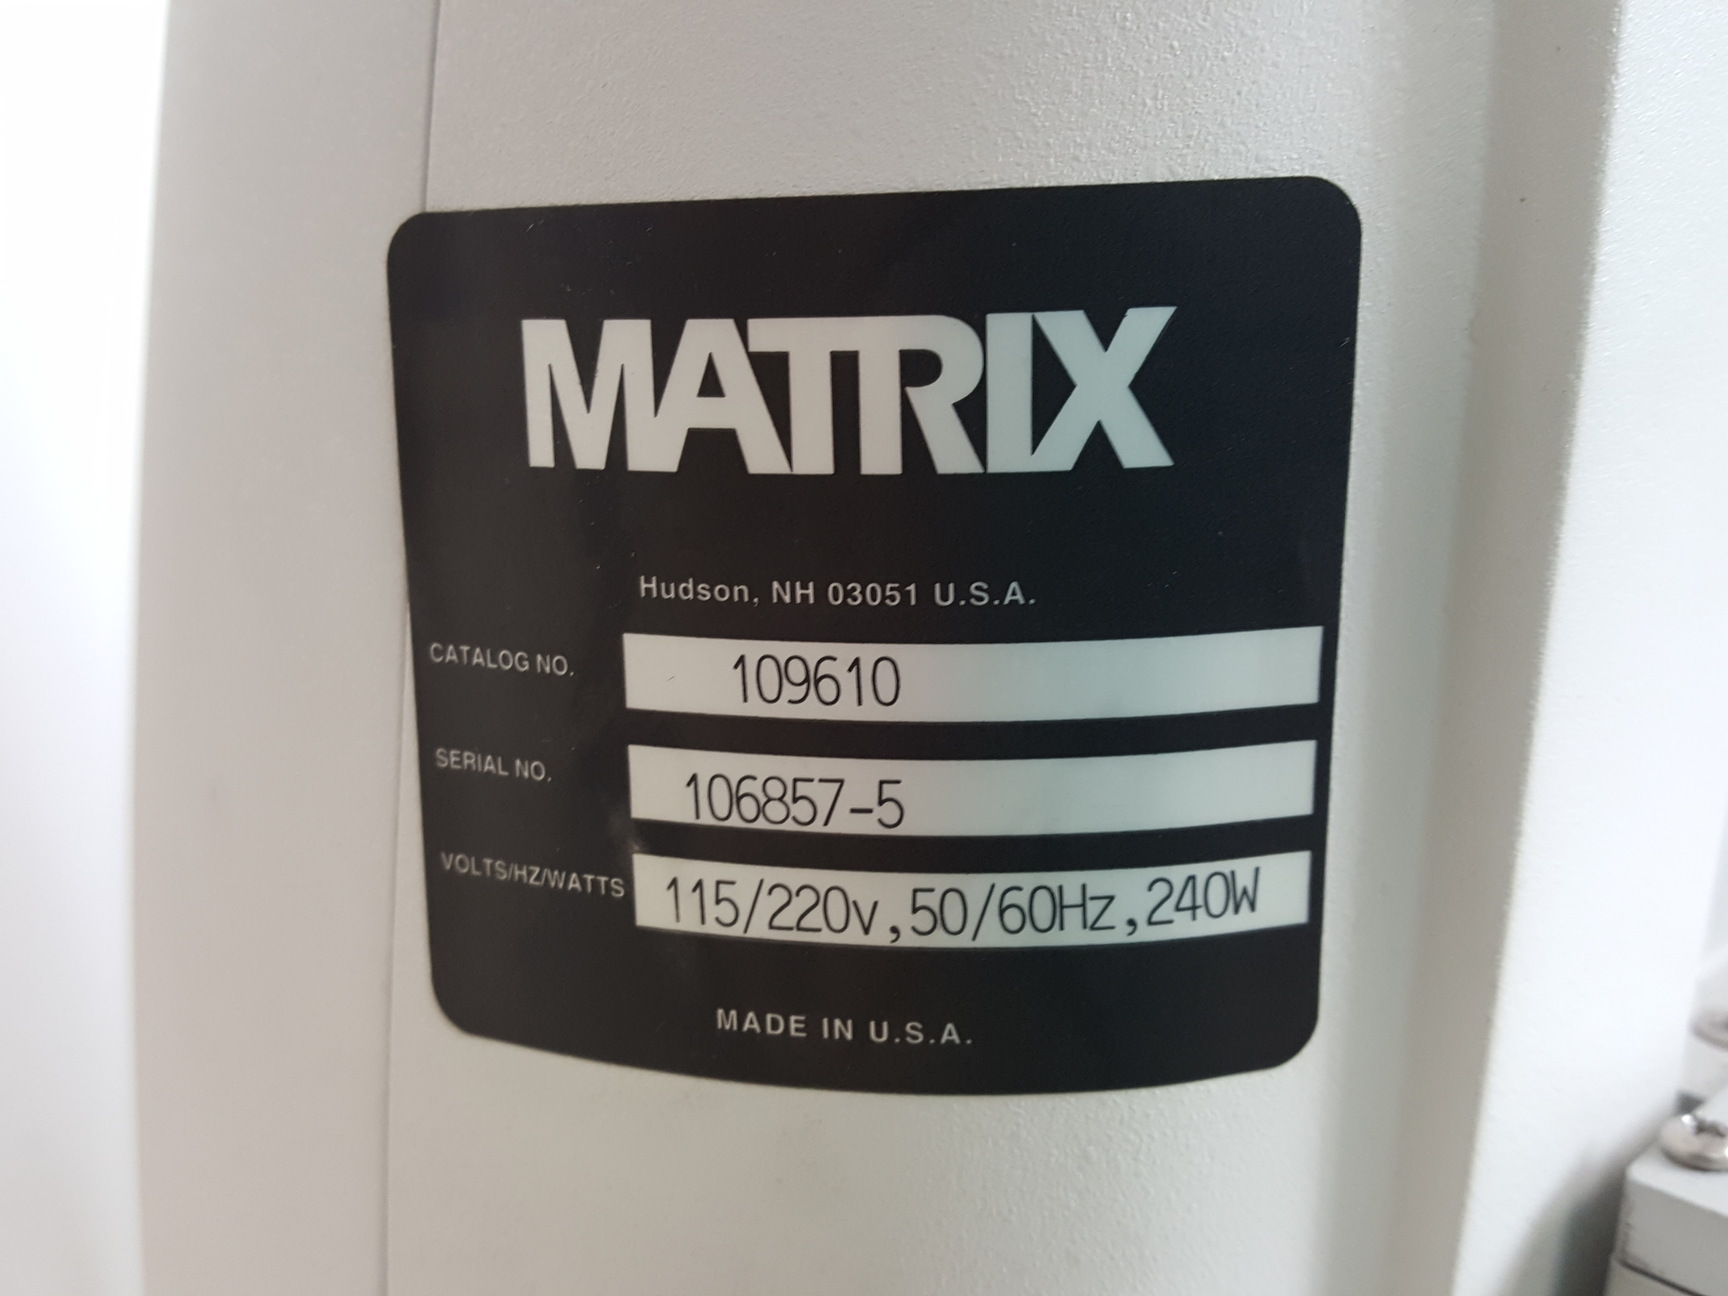 MATRIX
Hudson, NH 03051 U.S.A.
CATALOG NO. 109610
SERIAL NO. 106857-5
VOLTS/HZ/WATTS 115/220v,50/60Hz,240W
MADE IN U.S.A.